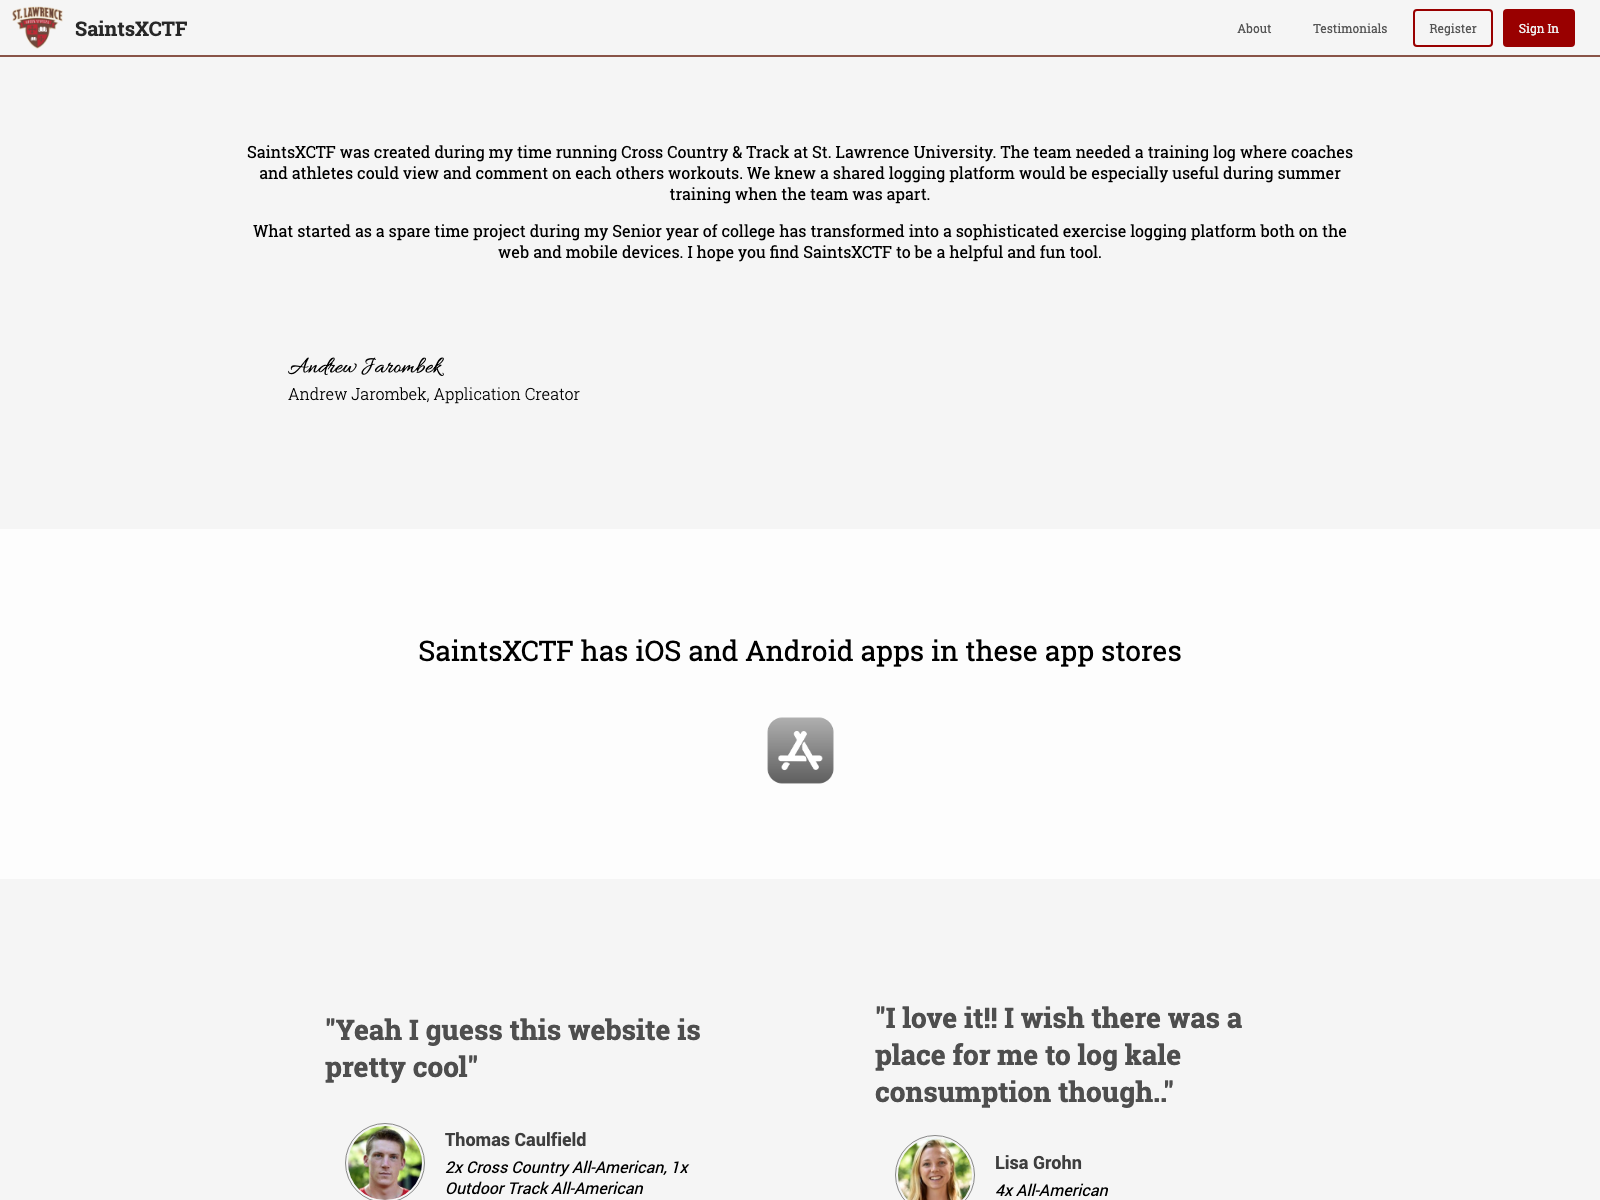 ST. LAWRENCE
SaintsXCTF
About
Testimonials
Register
Sign In
SaintsXCTF was created during my time running Cross Country & Track at St. Lawrence University. The team needed a training log where coaches
and athletes could view and comment on each others workouts. We knew a shared logging platform would be especially useful during summer
training when the team was apart.
What started as a spare time project during my Senior year of college has transformed into a sophisticated exercise logging platform both on the
web and mobile devices. I hope you find SaintsXCTF to be a helpful and fun tool.
Andrew Jarombek
Andrew Jarombek, Application Creator
SaintsXCTF has iOS and Android apps in these app stores
"Yeah I guess this website is
pretty cool"
Thomas Caulfield
2x Cross Country All-American, 1x
Outdoor Track All-American
"I love it!! I wish there was a
place for me to log kale
consumption though.."
Lisa Grohn
4x All-American